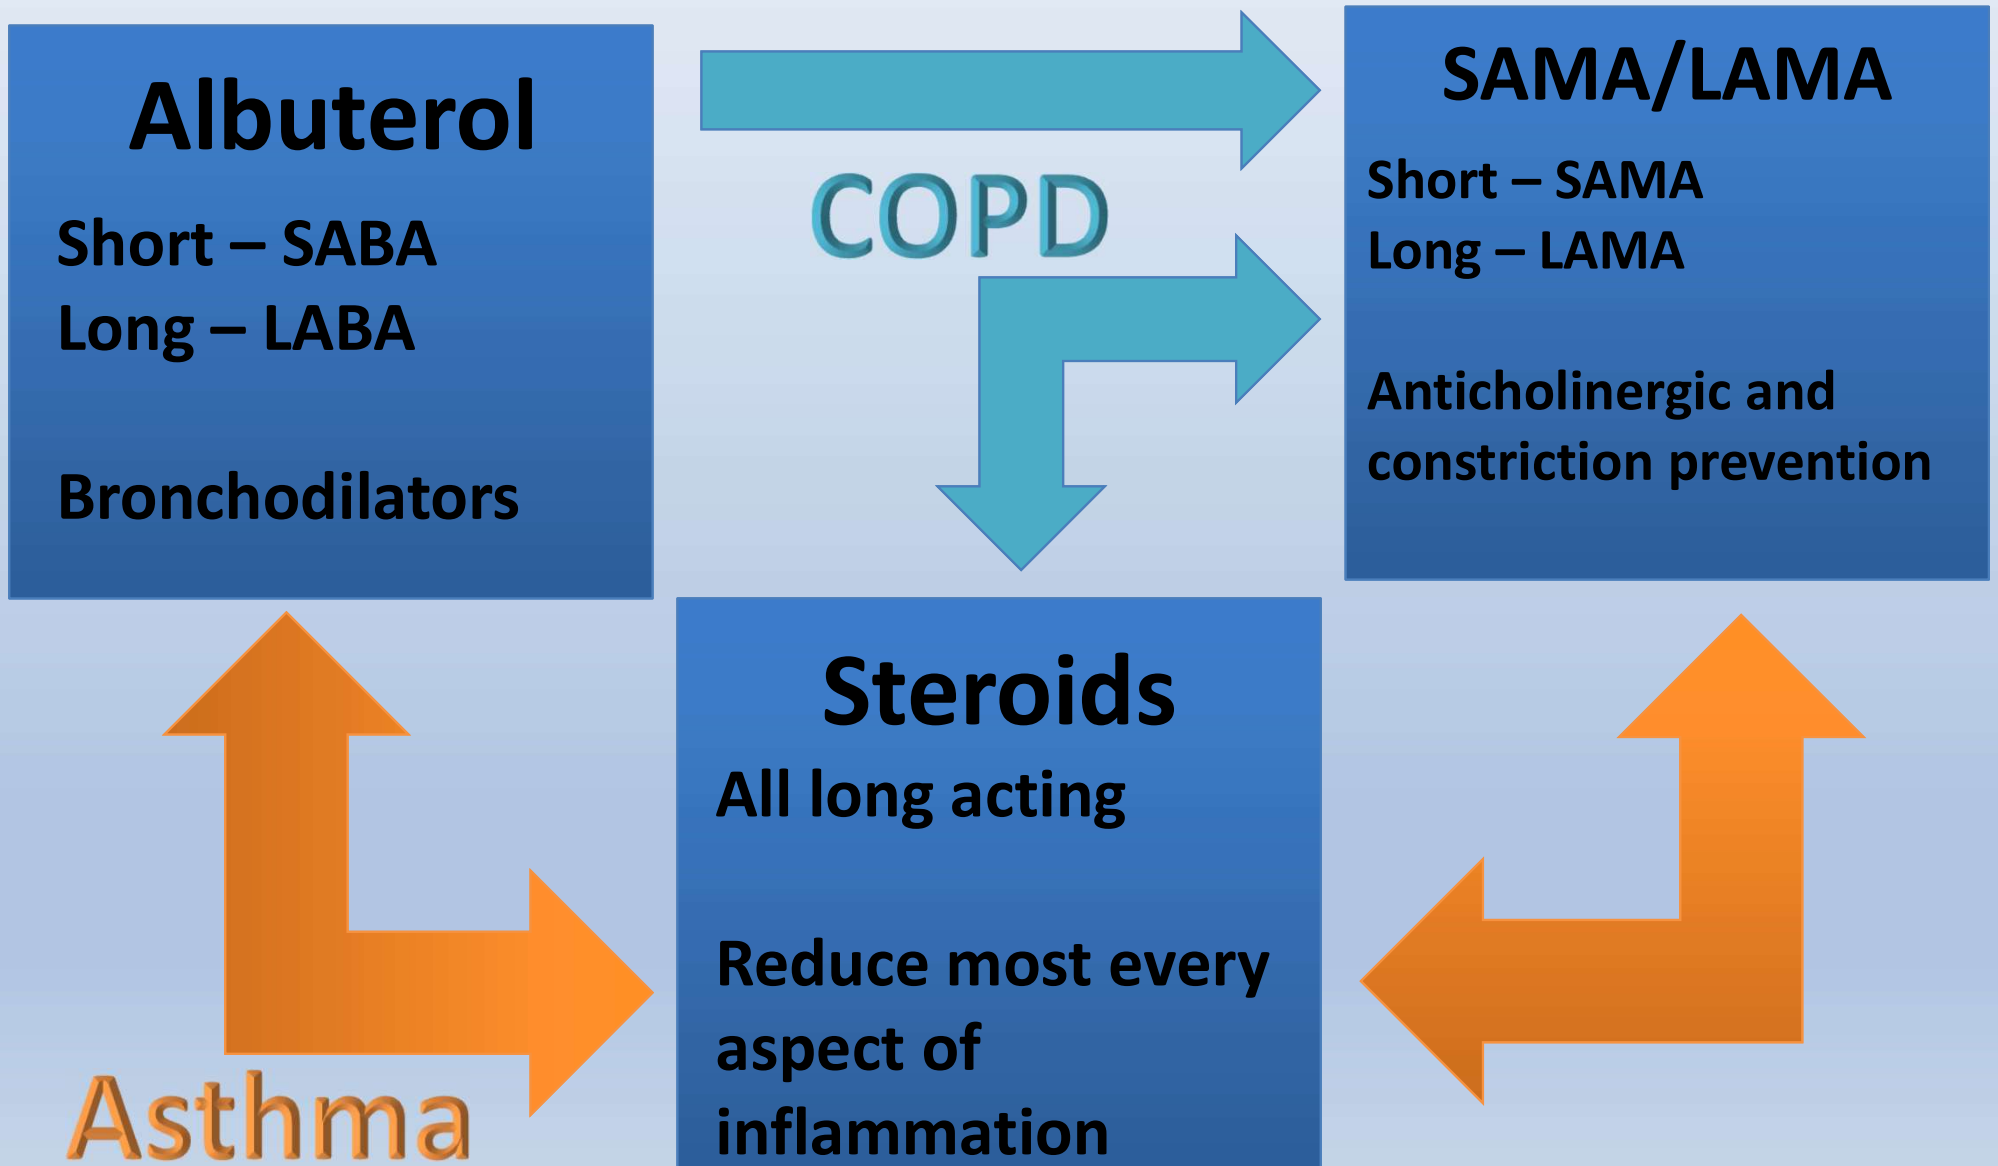 Albuterol
Short – SABA
Long – LABA
Bronchodilators
COPD
SAMA/LAMA
Short – SAMA
Long – LAMA
Anticholinergic and
constriction prevention
Steroids
All long acting
Reduce most every
aspect of
inflammation
Asthma